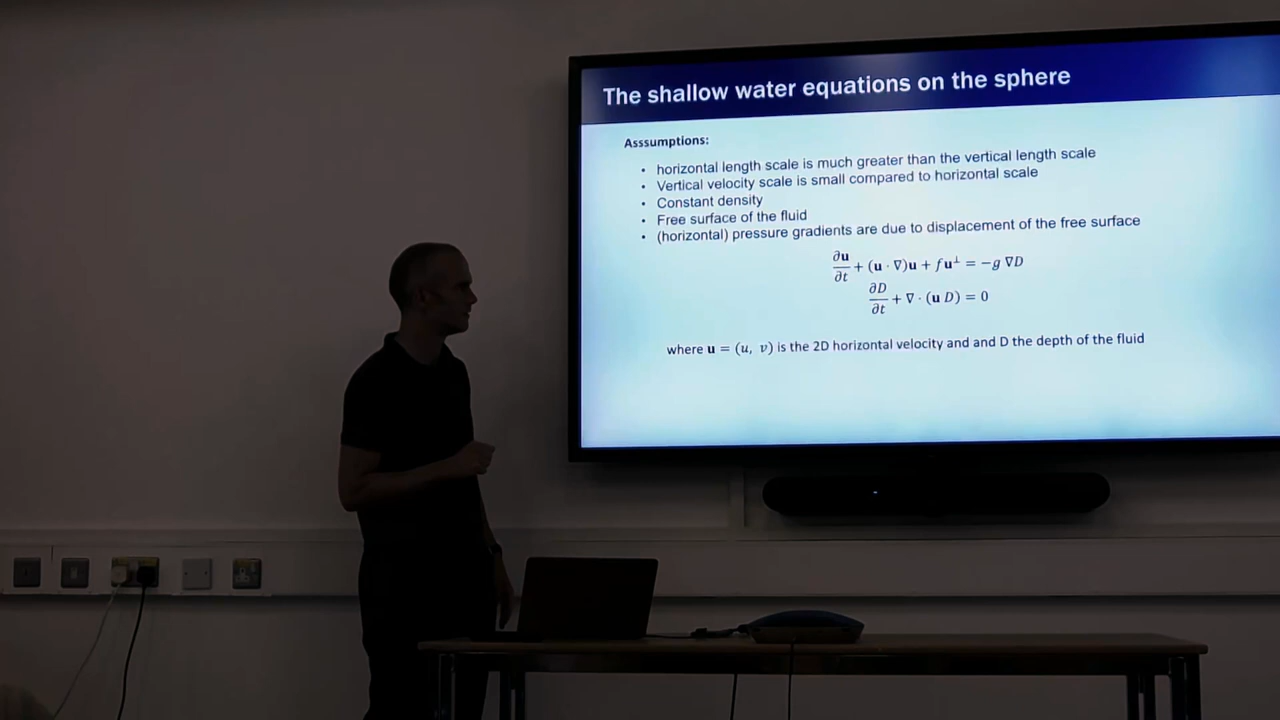 The shallow water equations on the sphere
Asssumptions:
• horizontal length scale is much greater than the vertical length scale
• Vertical velocity scale is small compared to horizontal scale
• Constant density
• Free surface of the fluid
• (horizontal) pressure gradients are due to displacement of the free surface
∂u/∂t + (u · ∇)u + fu⊥ = −g ∇D
∂D/∂t + ∇ · (u D) = 0
where u = (u, v) is the 2D horizontal velocity and and D the depth of the fluid